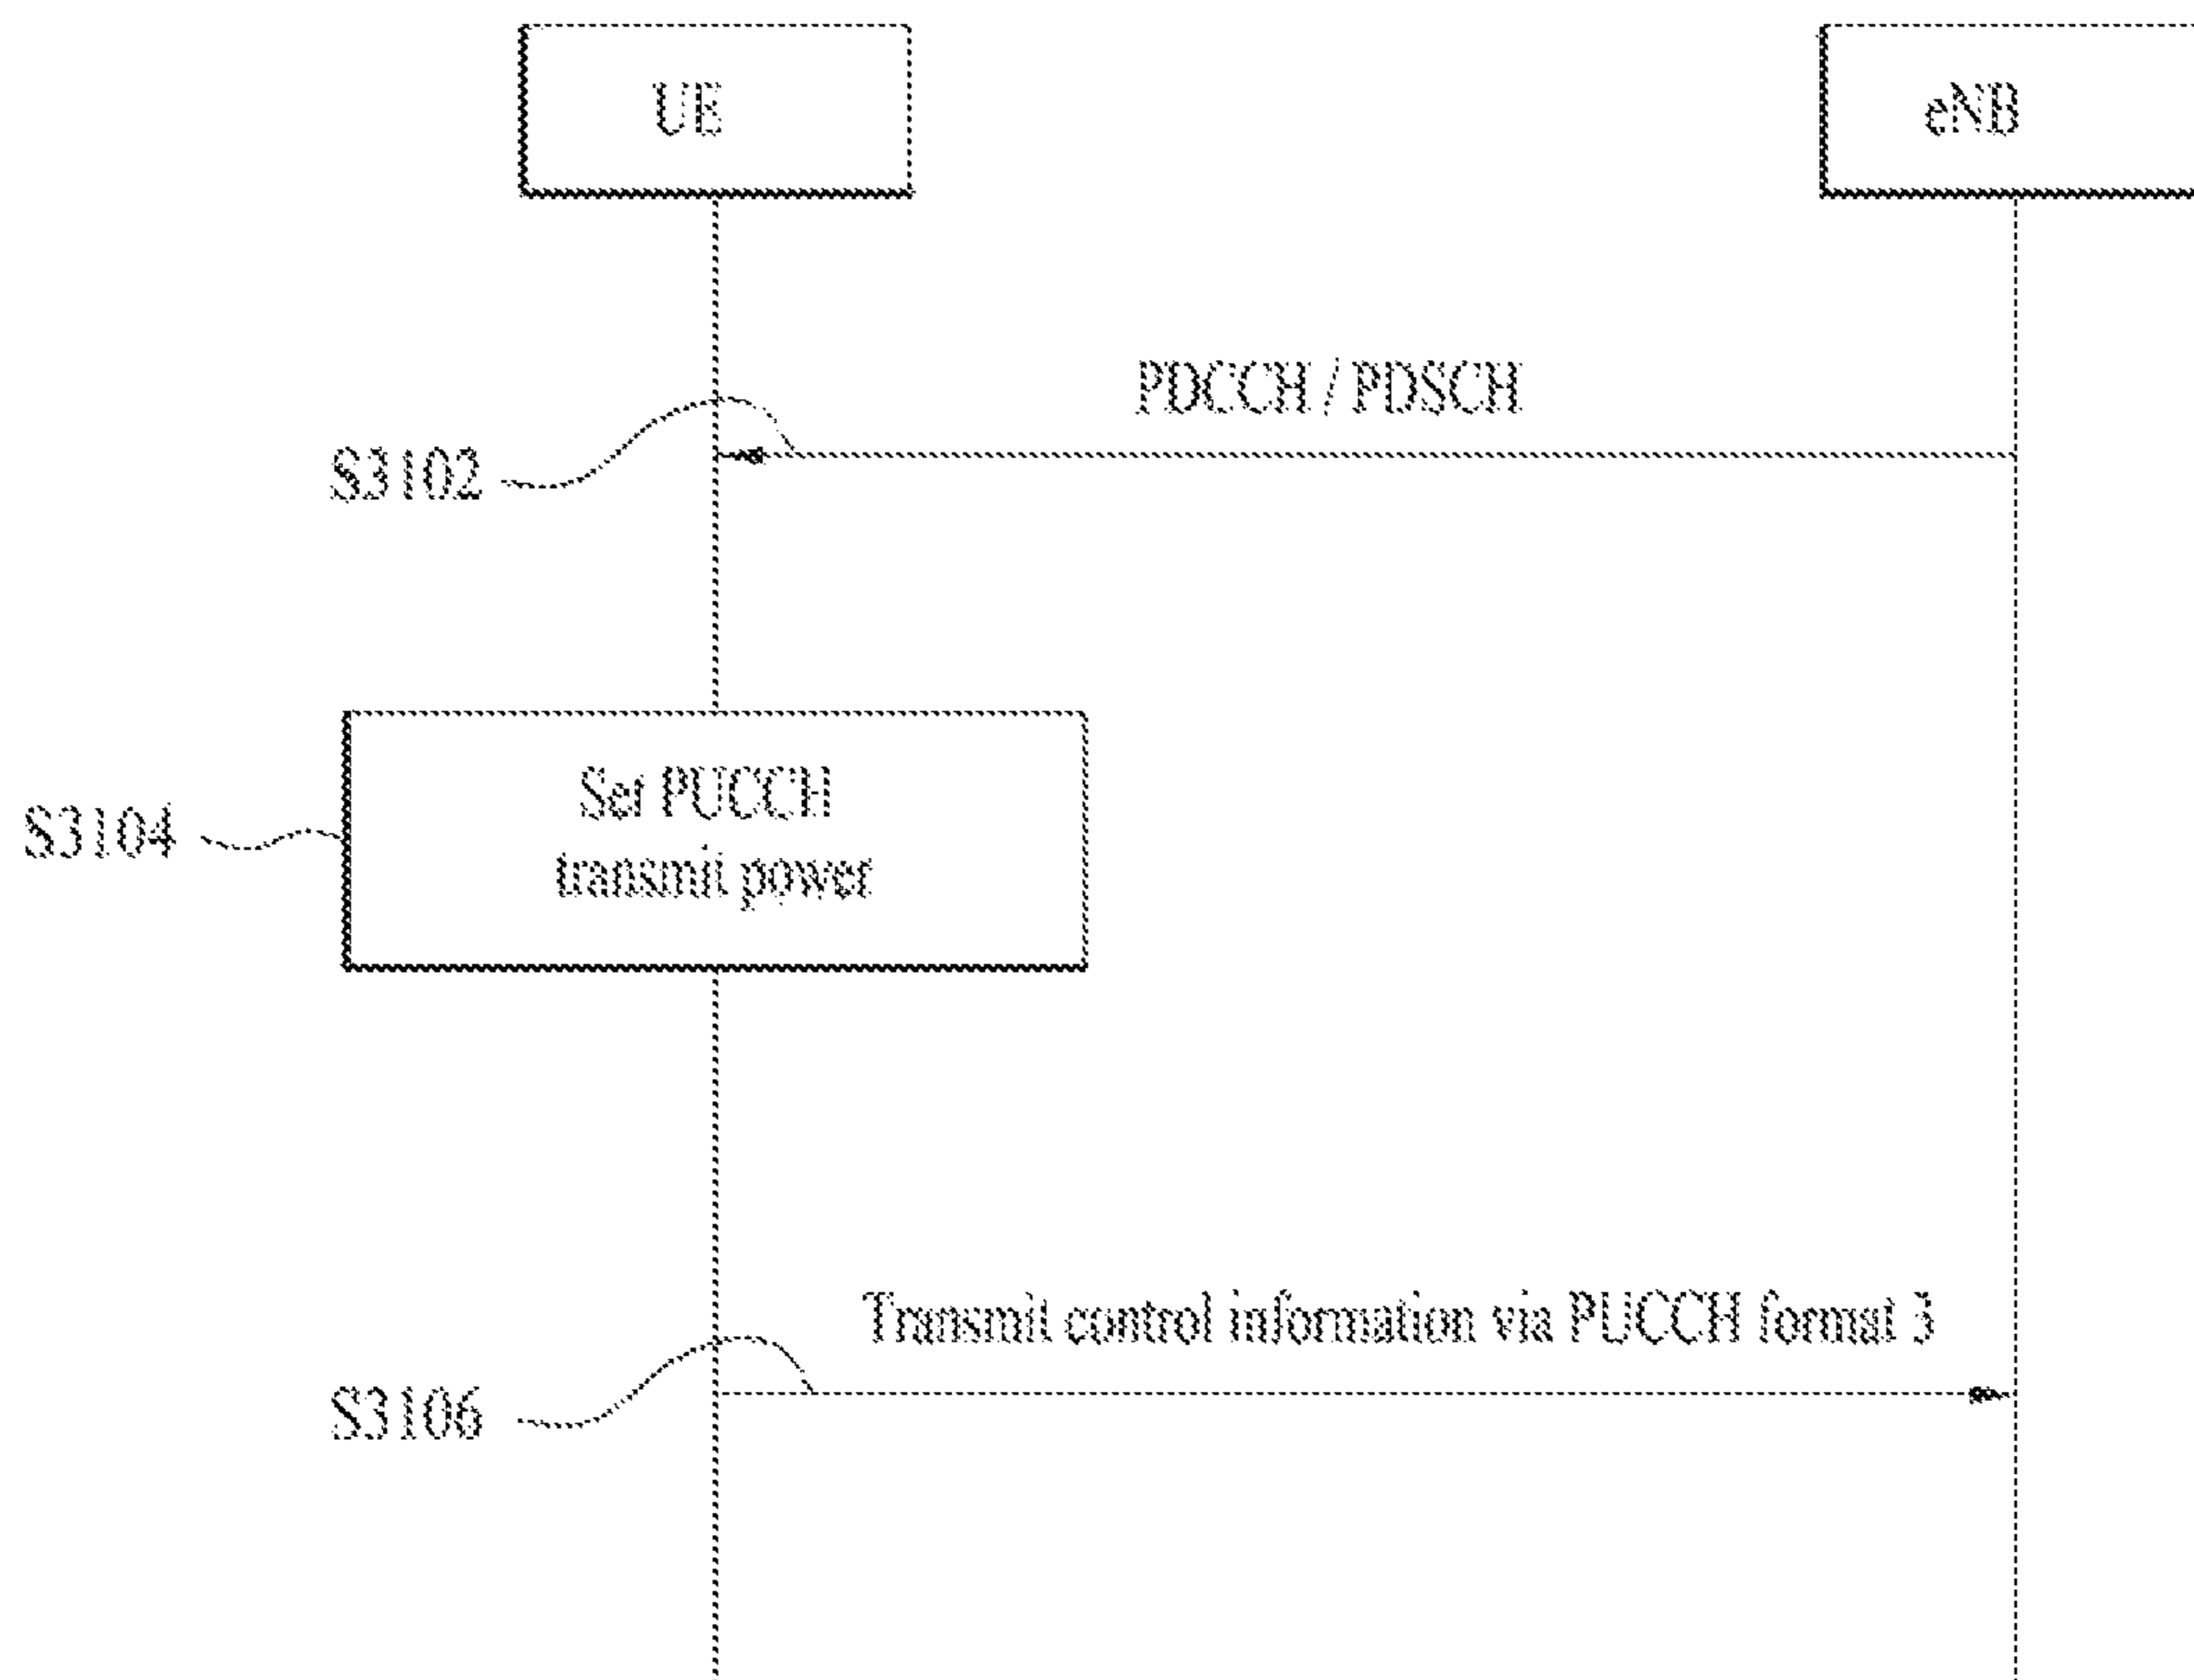 UE
eNB
PDCCH / PDSCH
S3102
Set PUCCH
transmit power
S3104
Transmit control information via PUCCH format 3
S3106